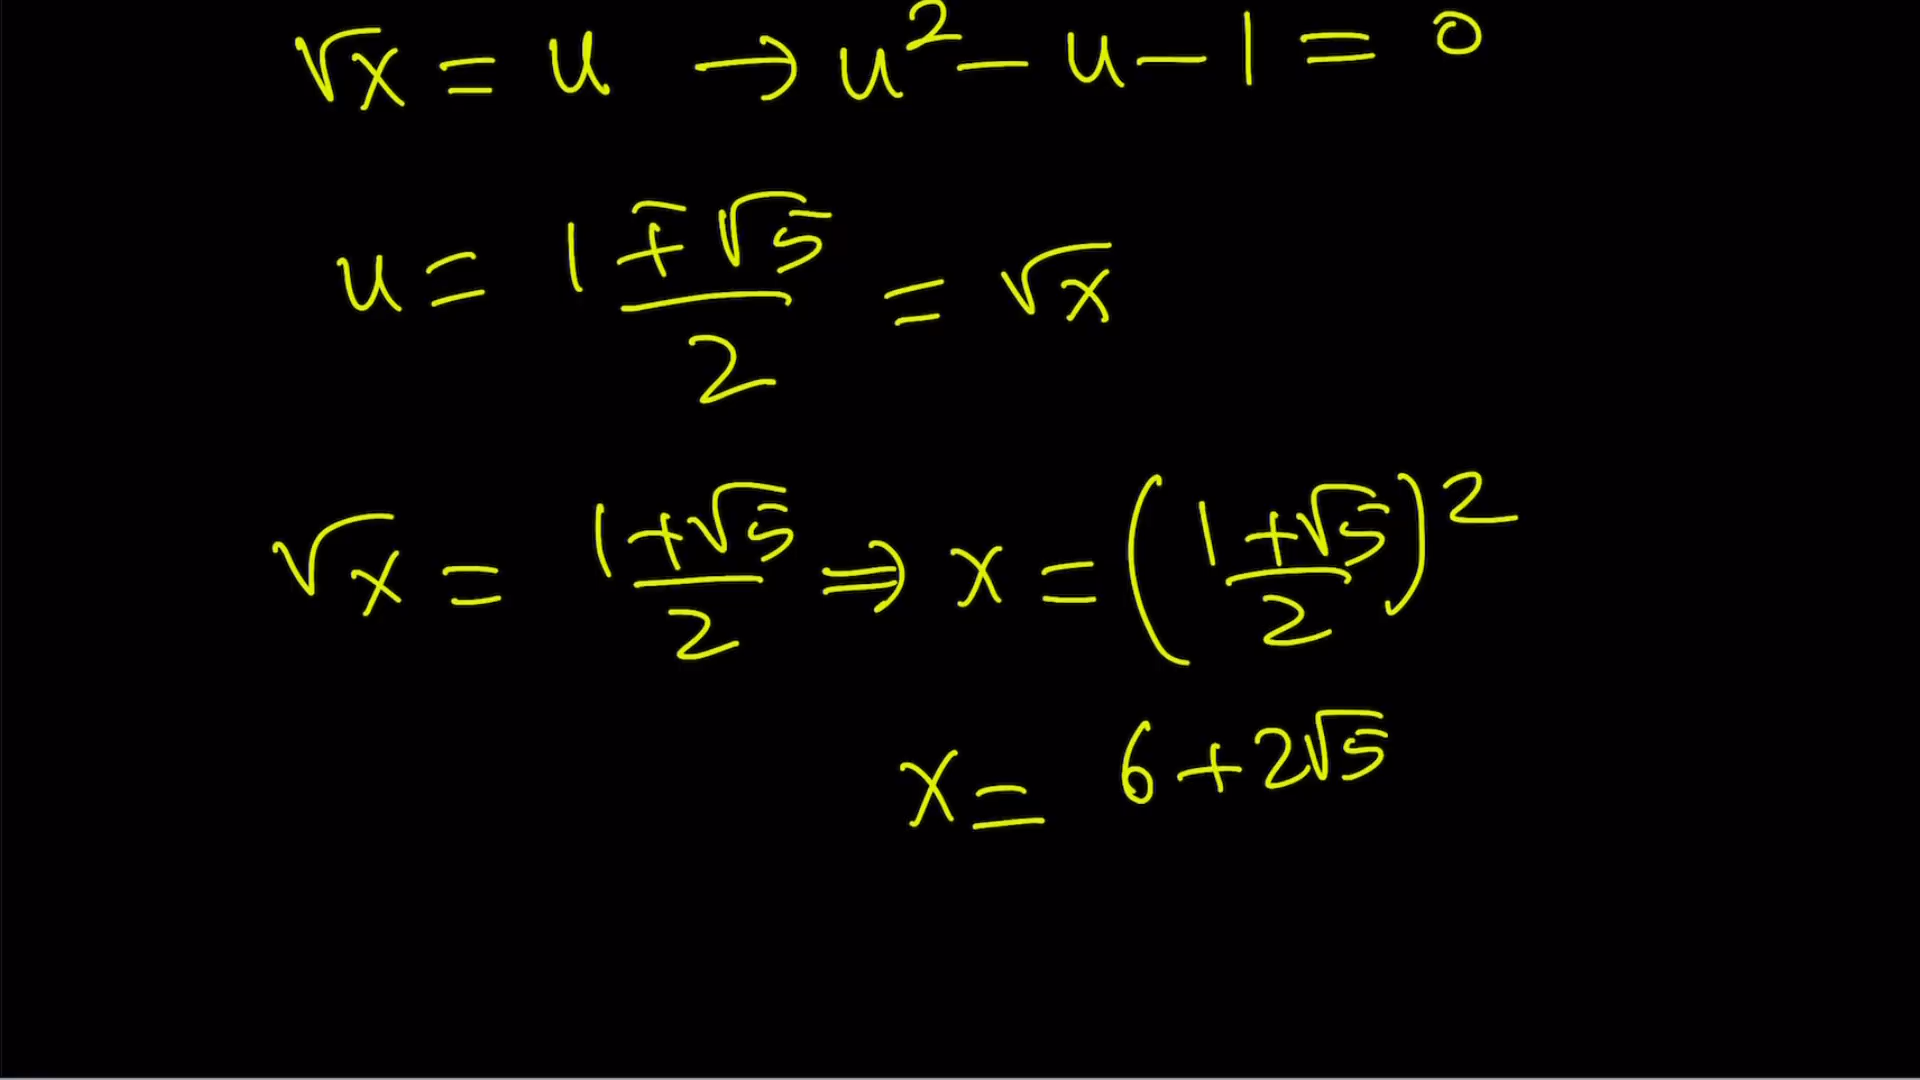 √x = u → u² - u - 1 = 0
u = (1 ∓ √5)/2 = √x
√x = (1+√5)/2 ⇒ x = ((1+√5)/2)²
x = 6+2√5